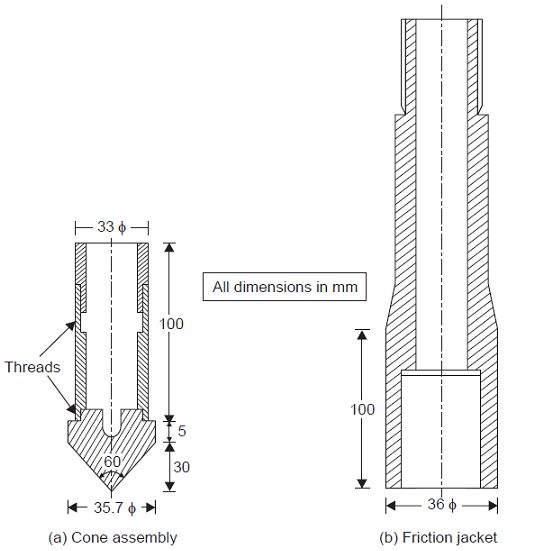 33 ϕ
All dimensions in mm
100
Threads
5
60
30
35.7 ϕ
(a) Cone assembly
100
36 ϕ
(b) Friction jacket